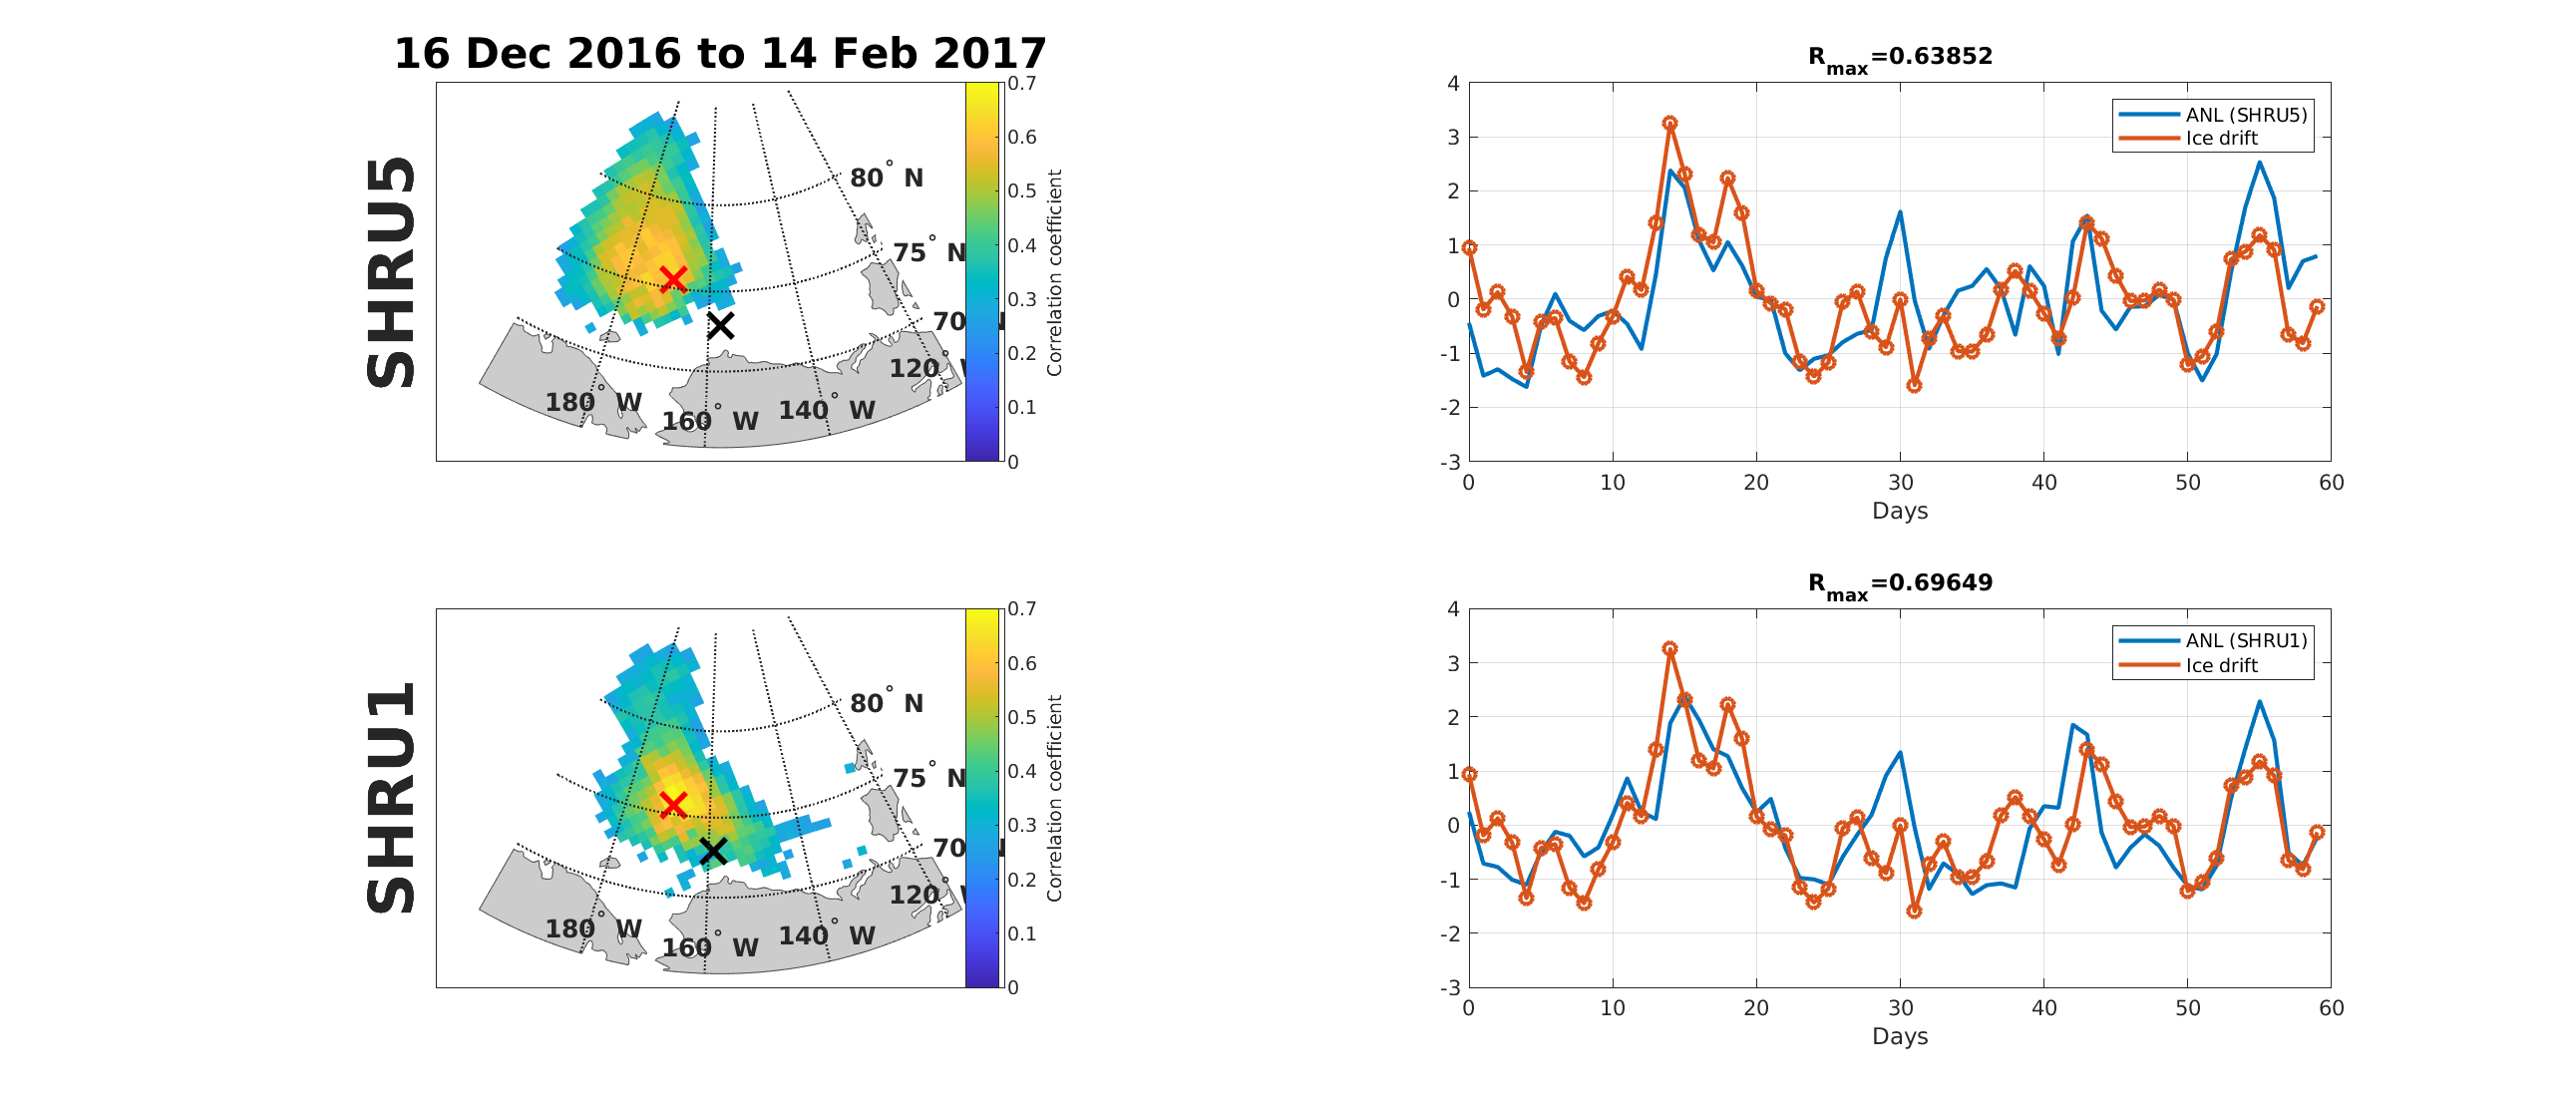 16 Dec 2016 to 14 Feb 2017
SHRU5
80° N
75° N
70
120°
180° W
160° W
140° W
0.7
0.6
0.5
0.4
0.3
0.2
0.1
0
Correlation coefficient
Rmax=0.63852
4
3
2
1
0
-1
-2
-3
0 10 20 30 40 50 60
Days
ANL (SHRU5)
Ice drift
SHRU1
80° N
75° N
70
120°
180° W
160° W
140° W
0.7
0.6
0.5
0.4
0.3
0.2
0.1
0
Correlation coefficient
Rmax=0.69649
4
3
2
1
0
-1
-2
-3
0 10 20 30 40 50 60
Days
ANL (SHRU1)
Ice drift